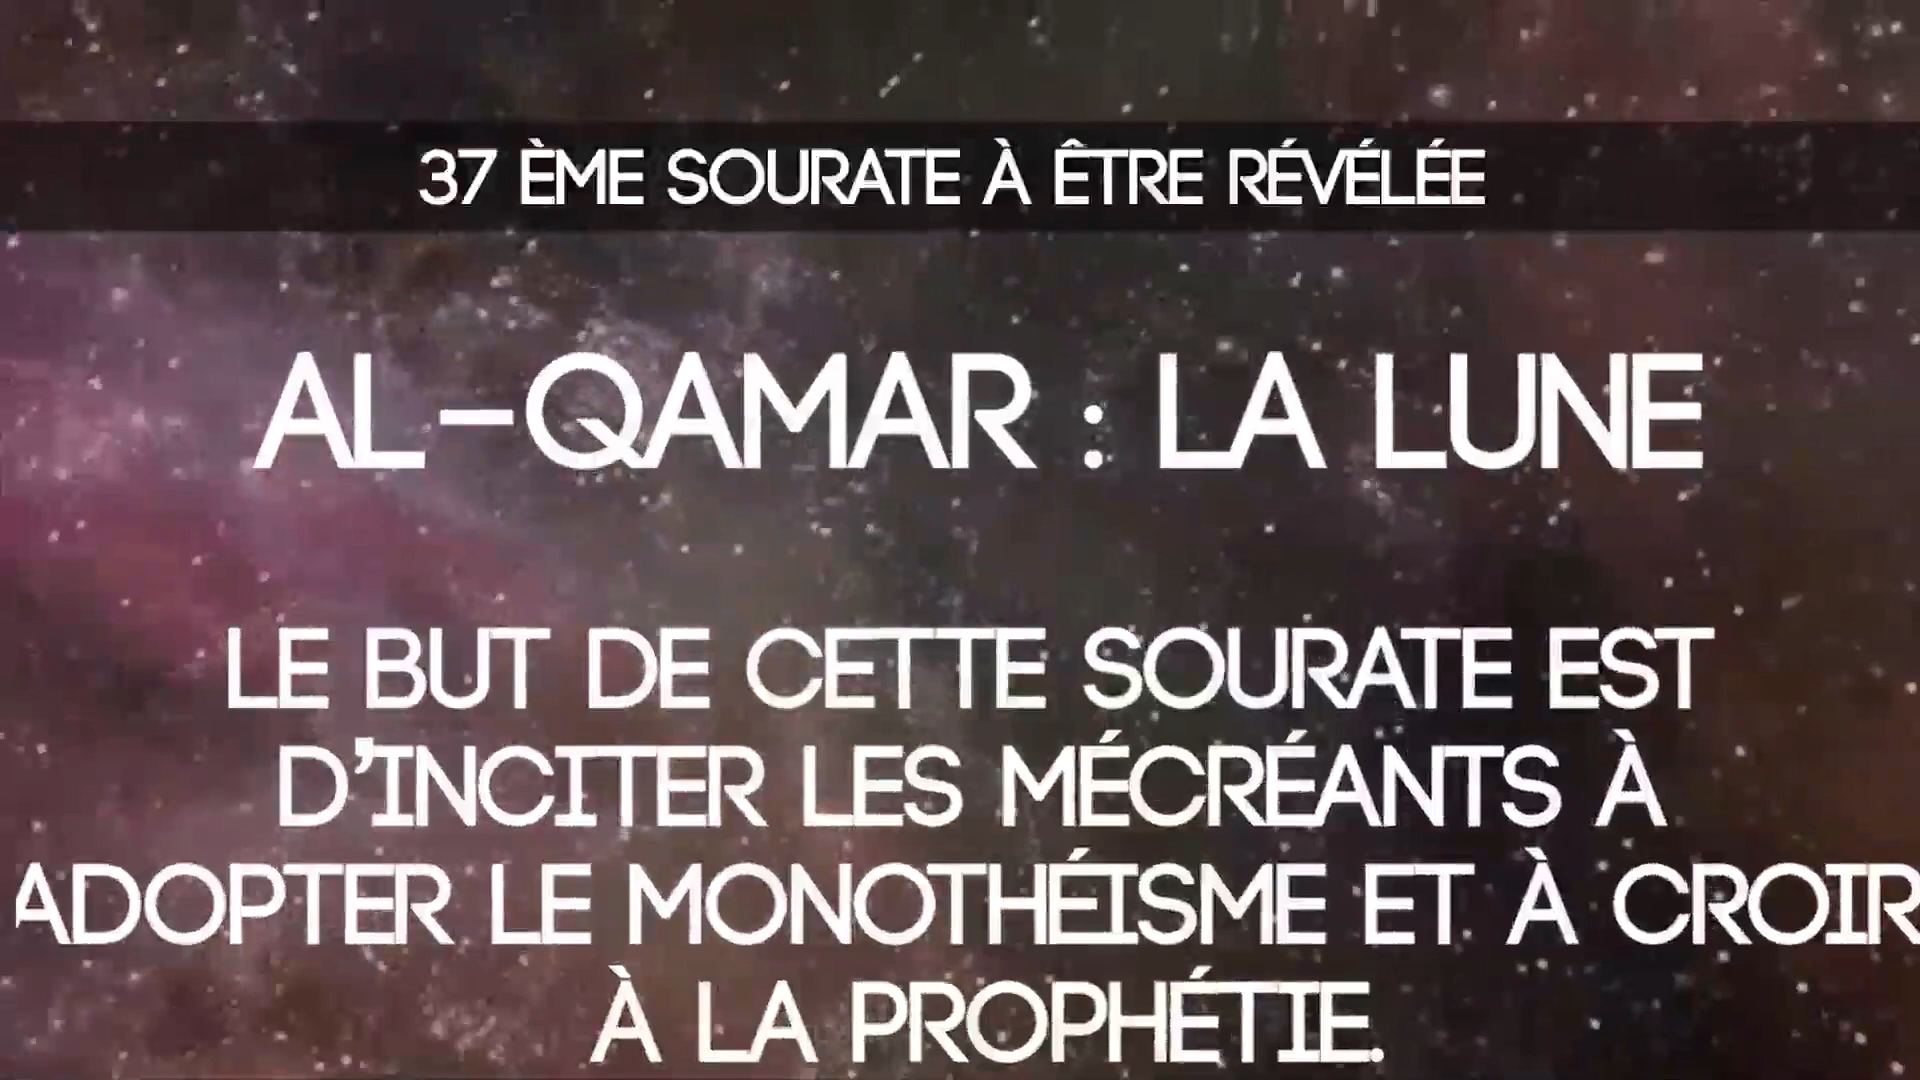 37 ÈME SOURATE À ÊTRE RÉVÉLÉE
AL-QAMAR : LA LUNE
LE BUT DE CETTE SOURATE EST
D'INCITER LES MÉCRÉANTS À
ADOPTER LE MONOTHÉISME ET À CROIR
À LA PROPHÉTIE.